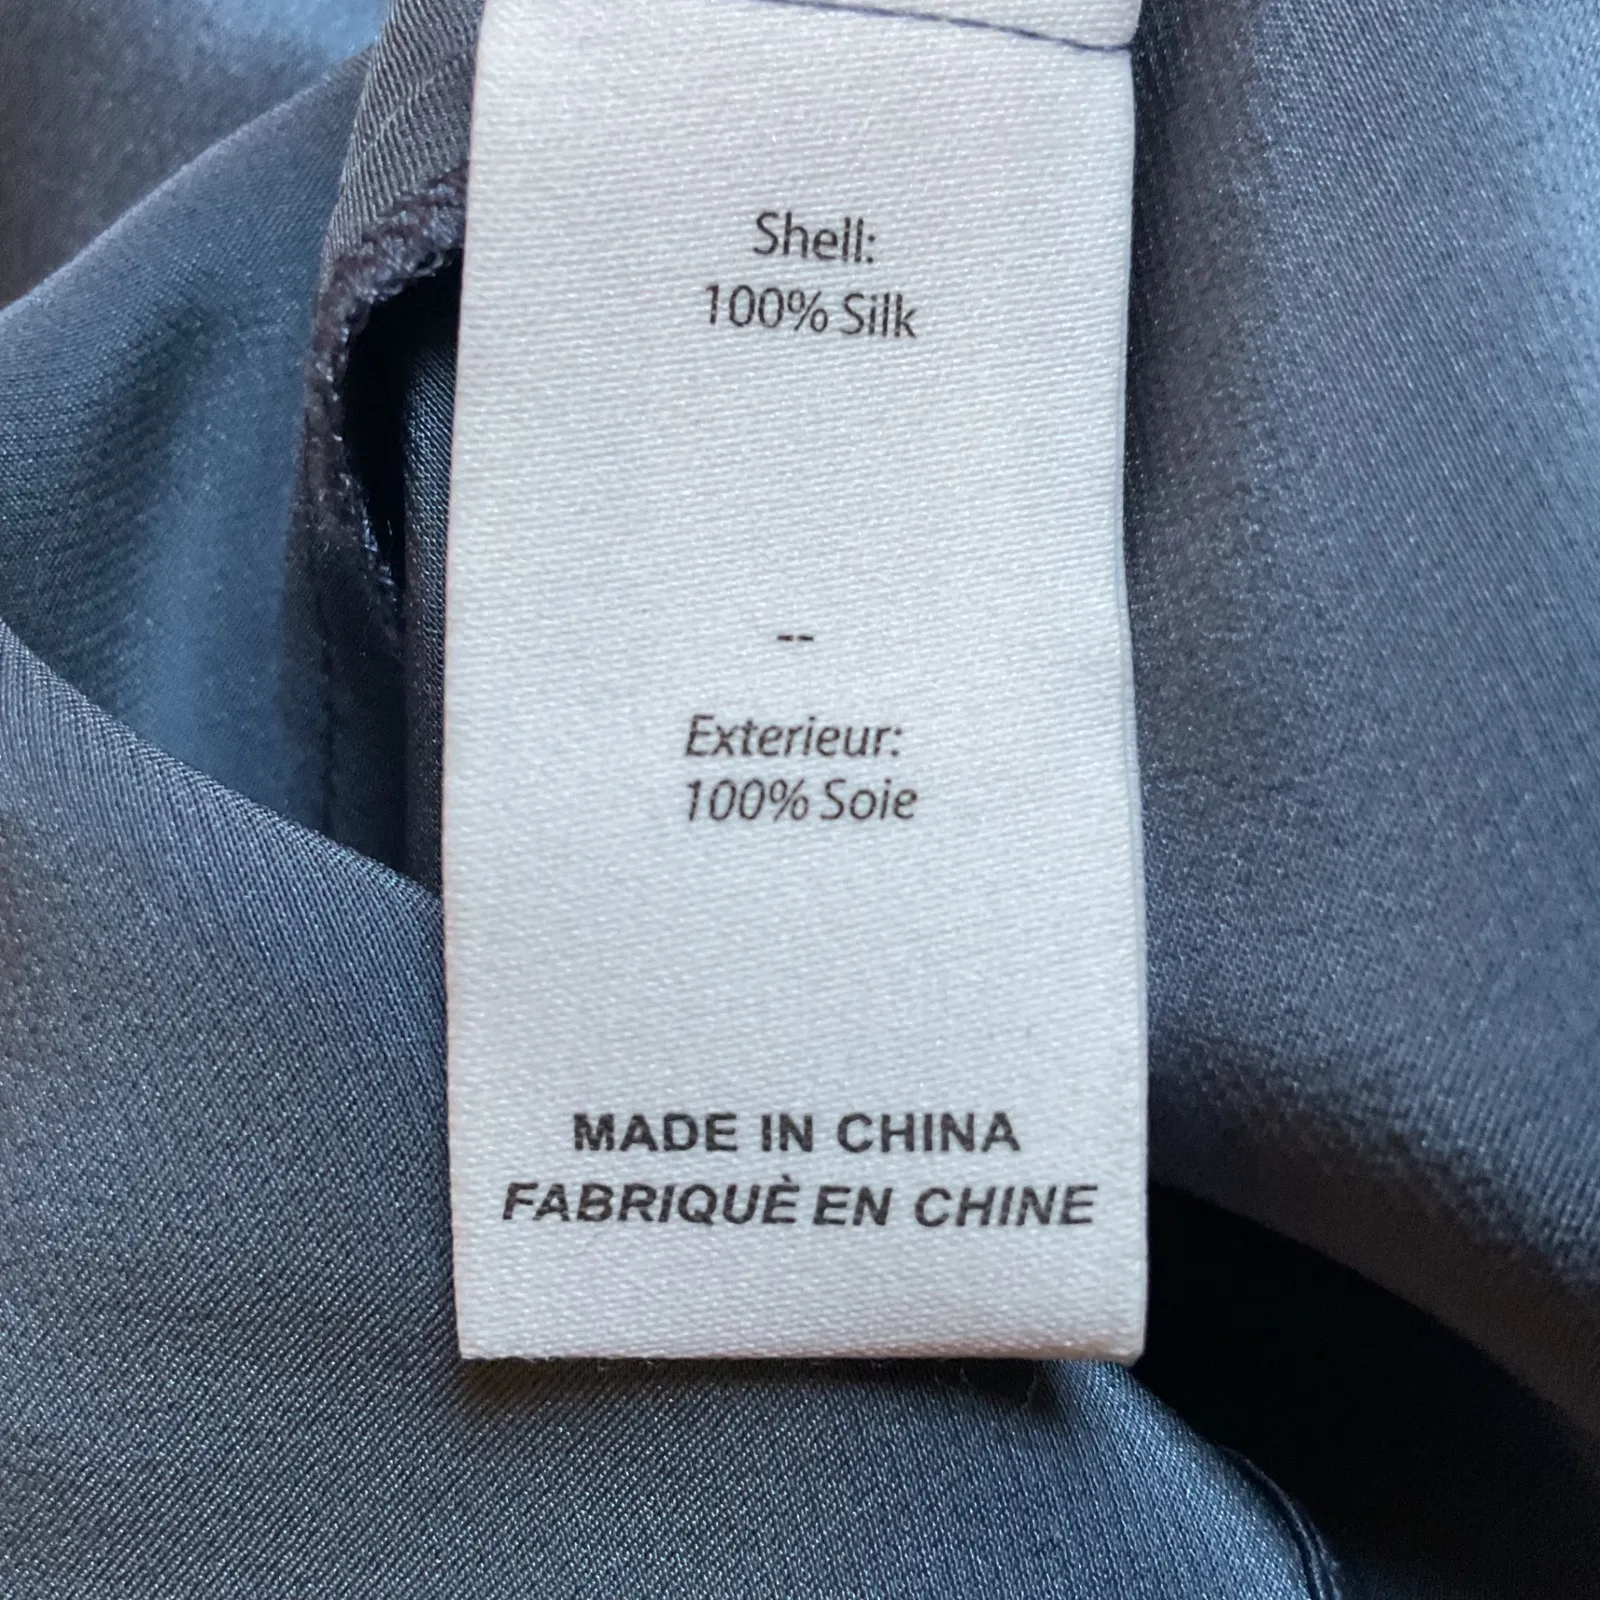 Shell:
100% Silk
--
Exterieur:
100% Soie
MADE IN CHINA
FABRIQUÈ EN CHINE